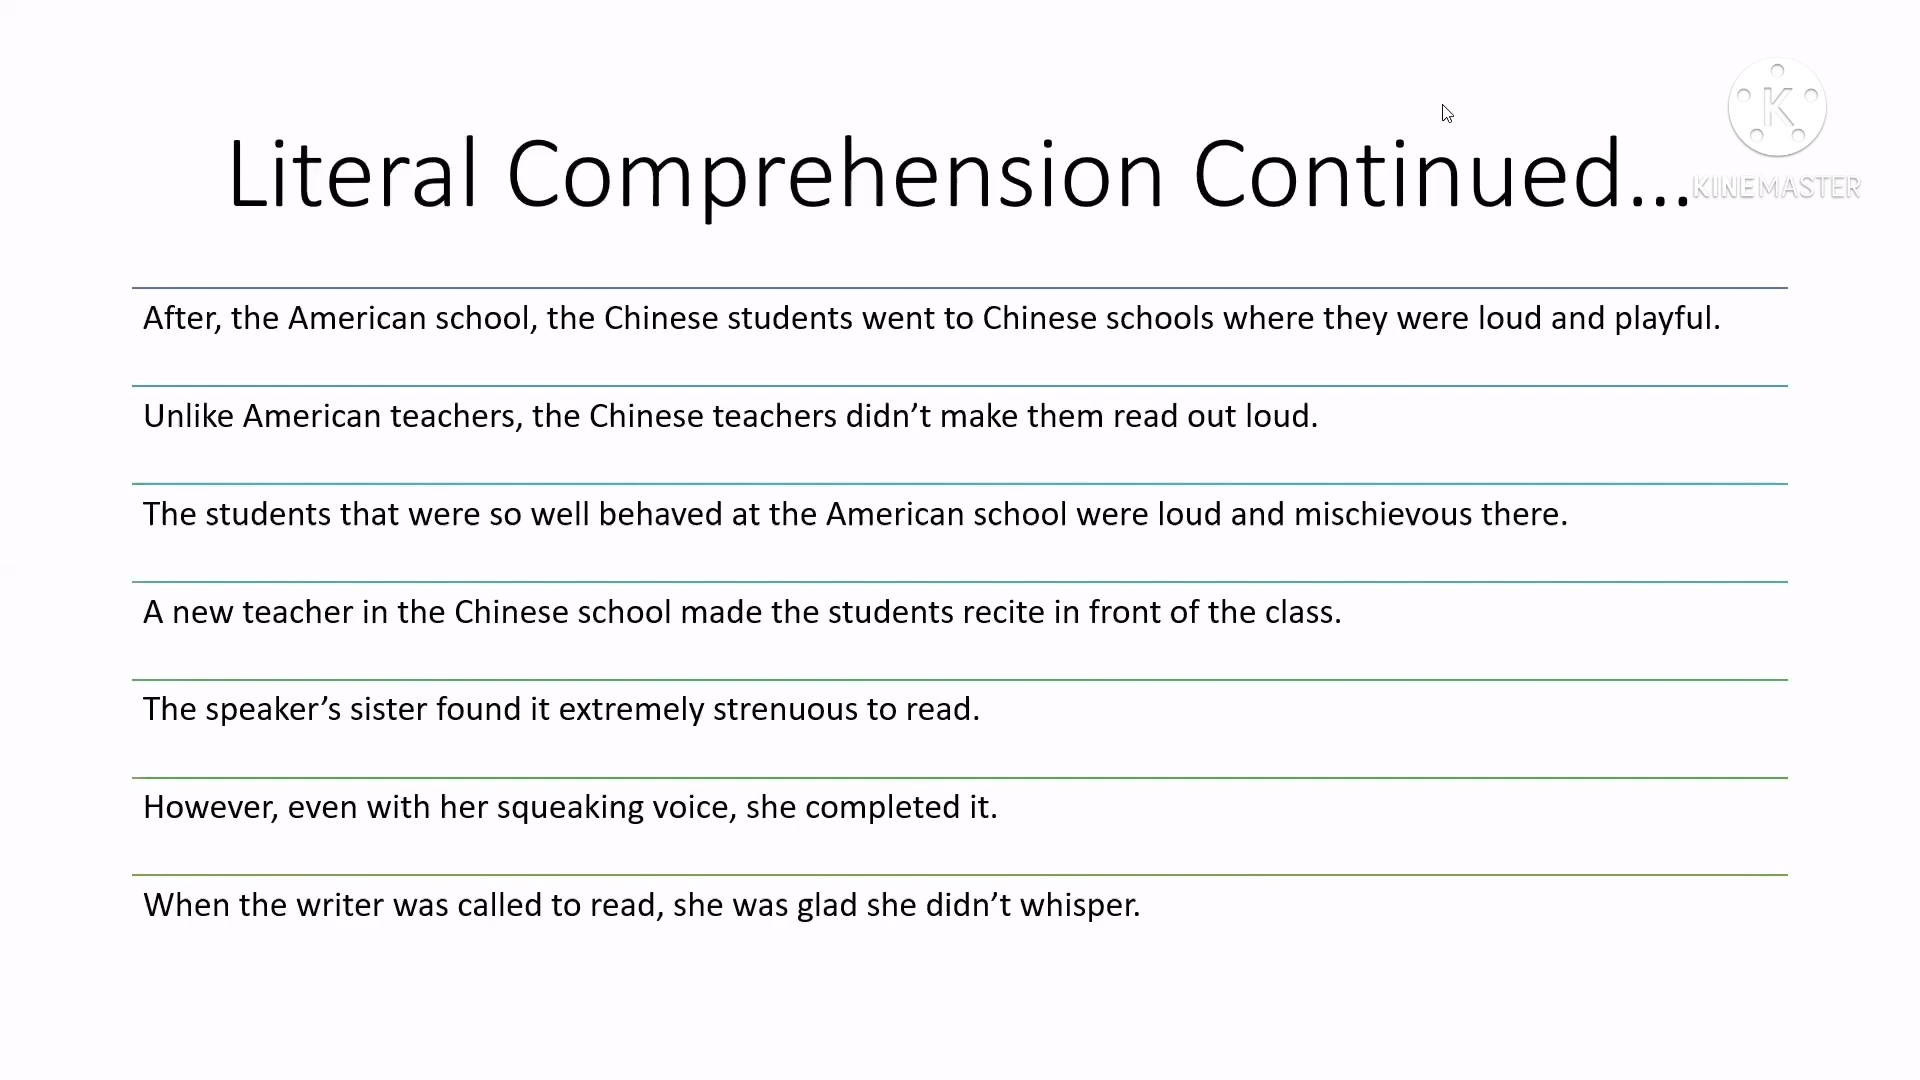 Literal Comprehension Continued...
K
KINEMASTER
After, the American school, the Chinese students went to Chinese schools where they were loud and playful.
Unlike American teachers, the Chinese teachers didn’t make them read out loud.
The students that were so well behaved at the American school were loud and mischievous there.
A new teacher in the Chinese school made the students recite in front of the class.
The speaker’s sister found it extremely strenuous to read.
However, even with her squeaking voice, she completed it.
When the writer was called to read, she was glad she didn’t whisper.